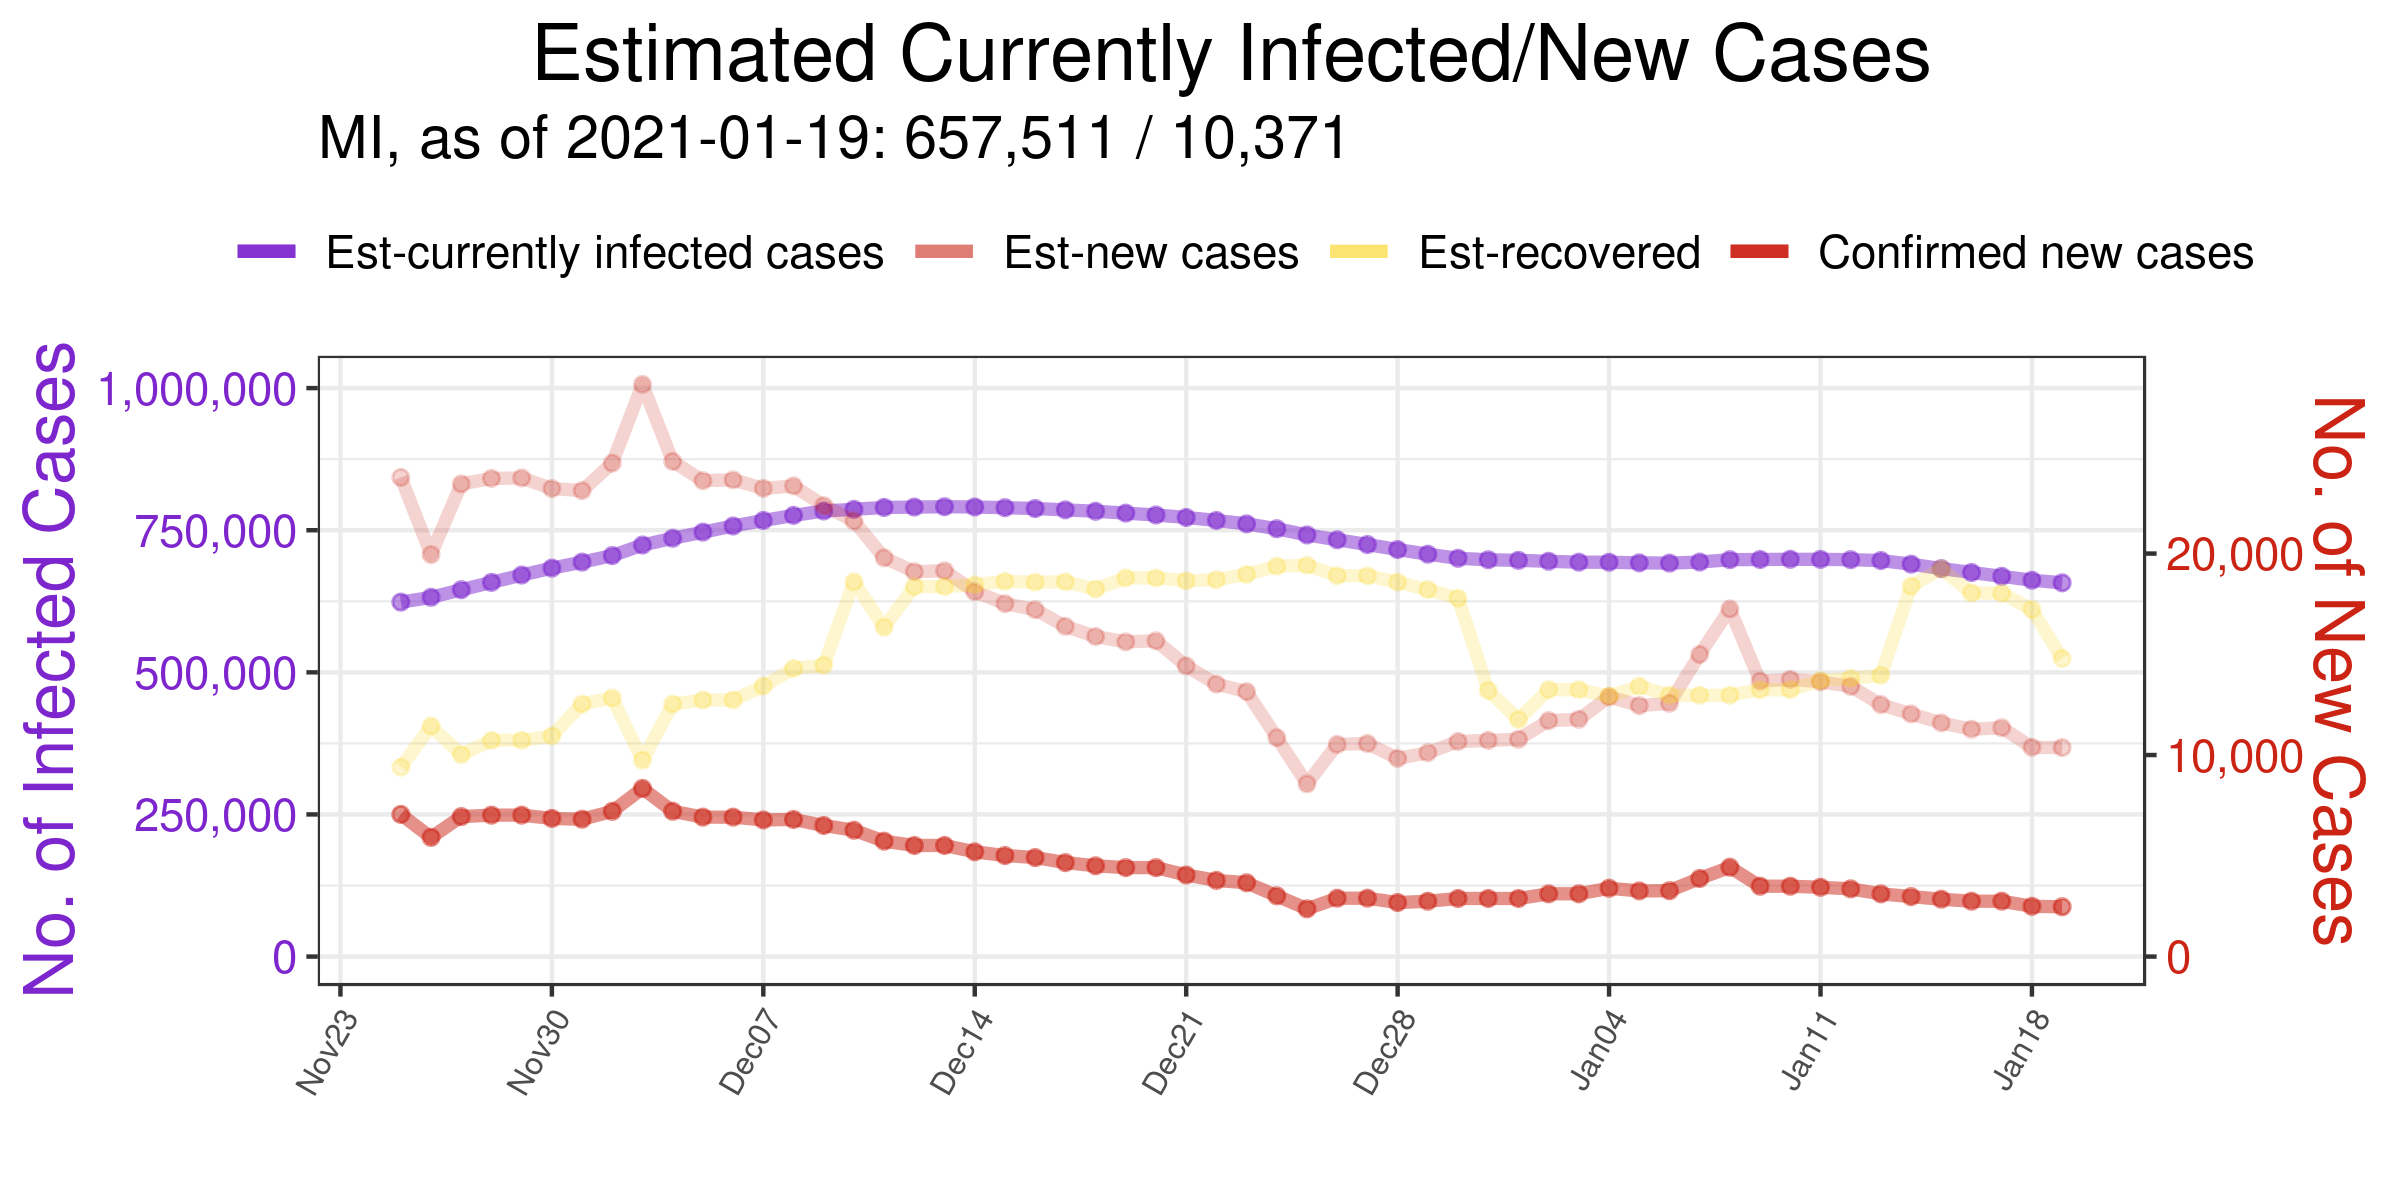 Estimated Currently Infected/New Cases
MI, as of 2021-01-19: 657,511 / 10,371
Est-currently infected cases
Est-new cases
Est-recovered
Confirmed new cases
No. of Infected Cases
1,000,000
750,000
500,000
250,000
0
No. of New Cases
20,000
10,000
0
Nov23
Nov30
Dec07
Dec14
Dec21
Dec28
Jan04
Jan11
Jan18